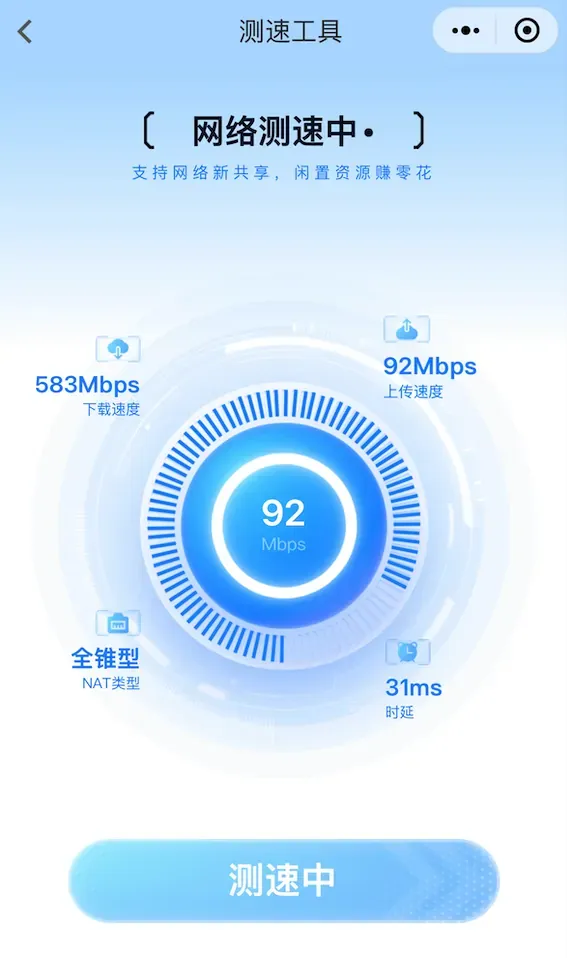 测速工具
网络测速中•
支持网络新共享，闲置资源赚零花
583Mbps
下载速度
92Mbps
上传速度
92
Mbps
全锥型
NAT类型
31ms
时延
测速中